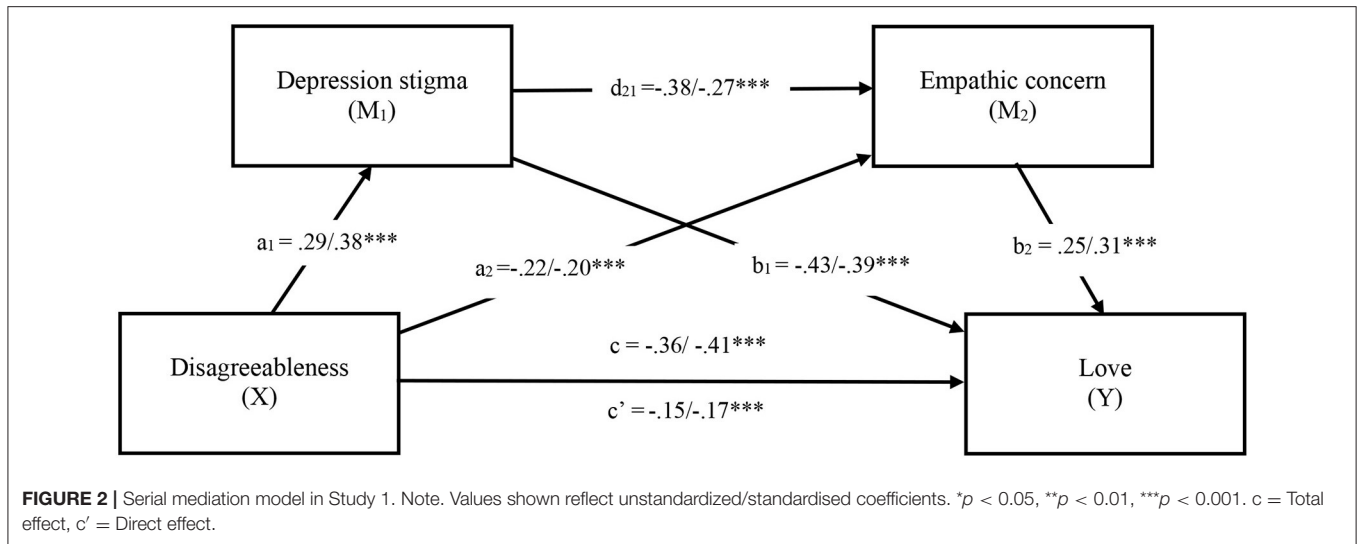 Depression stigma
(M₁)
d₂₁ =-.38/-.27***
Empathic concern
(M₂)
a₁ = .29/.38***
a₂ =-.22/-.20***
b₁ = -.43/-.39***
b₂ = .25/.31***
Disagreeableness
(X)
c = -.36/ -.41***
c’ = -.15/-.17***
Love
(Y)
FIGURE 2 | Serial mediation model in Study 1. Note. Values shown reflect unstandardized/standardised coefficients. *p < 0.05, **p < 0.01, ***p < 0.001. c = Total
effect, c′ = Direct effect.